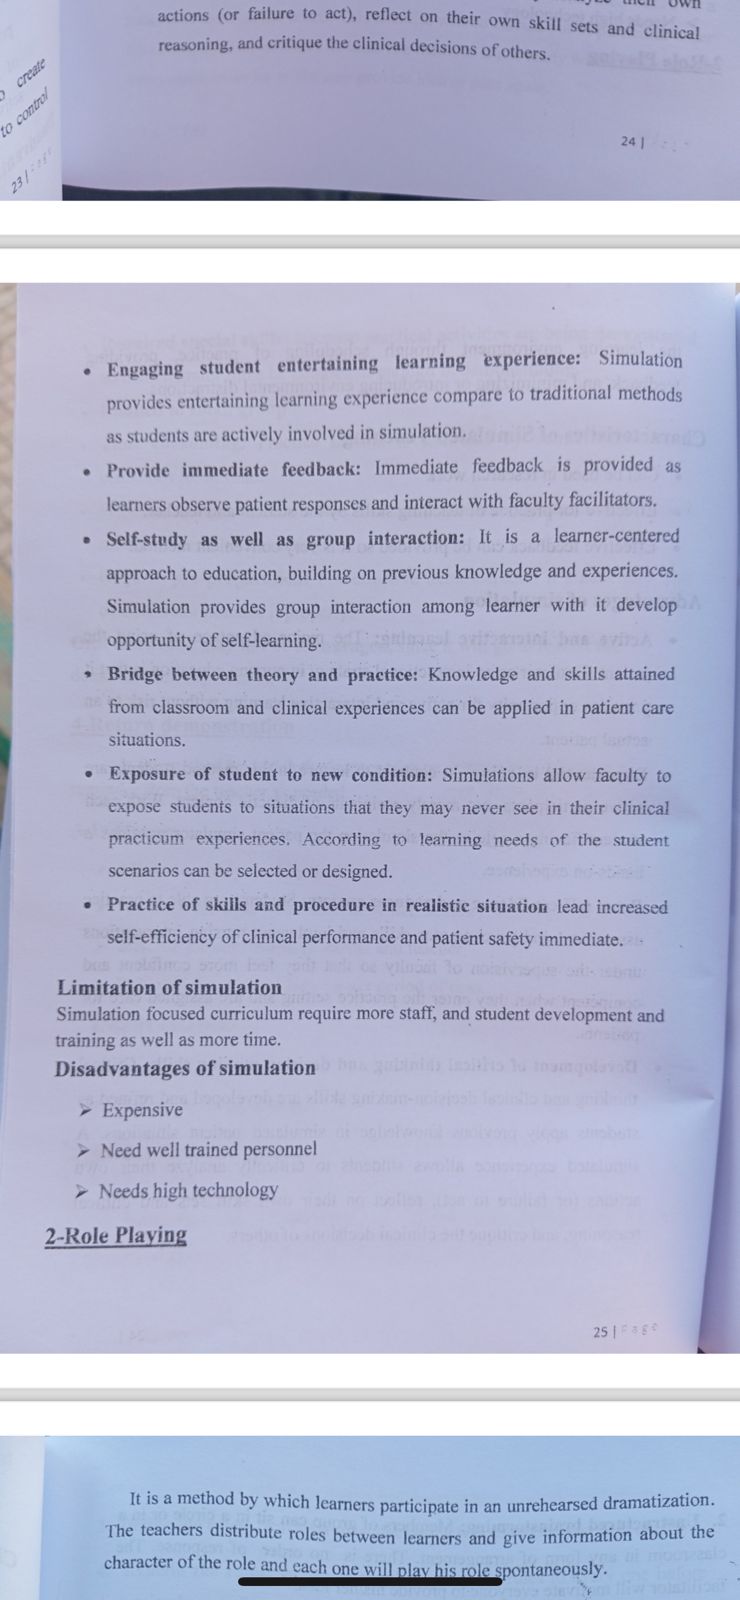 own
actions (or failure to act), reflect on their own skill sets and clinical
reasoning, and critique the clinical decisions of others.
24 |
create
to control
23 |
• Engaging student entertaining learning experience: Simulation
provides entertaining learning experience compare to traditional methods
as students are actively involved in simulation.
• Provide immediate feedback: Immediate feedback is provided as
learners observe patient responses and interact with faculty facilitators.
• Self-study as well as group interaction: It is a learner-centered
approach to education, building on previous knowledge and experiences.
Simulation provides group interaction among learner with it develop
opportunity of self-learning.
• Bridge between theory and practice: Knowledge and skills attained
from classroom and clinical experiences can be applied in patient care
situations.
• Exposure of student to new condition: Simulations allow faculty to
expose students to situations that they may never see in their clinical
practicum experiences. According to learning needs of the student
scenarios can be selected or designed.
• Practice of skills and procedure in realistic situation lead increased
self-efficiency of clinical performance and patient safety immediate.
Limitation of simulation
Simulation focused curriculum require more staff, and student development and
training as well as more time.
Disadvantages of simulation
➢ Expensive
➢ Need well trained personnel
➢ Needs high technology
2-Role Playing
25 | Page
It is a method by which learners participate in an unrehearsed dramatization.
The teachers distribute roles between learners and give information about the
character of the role and each one will play his role spontaneously.